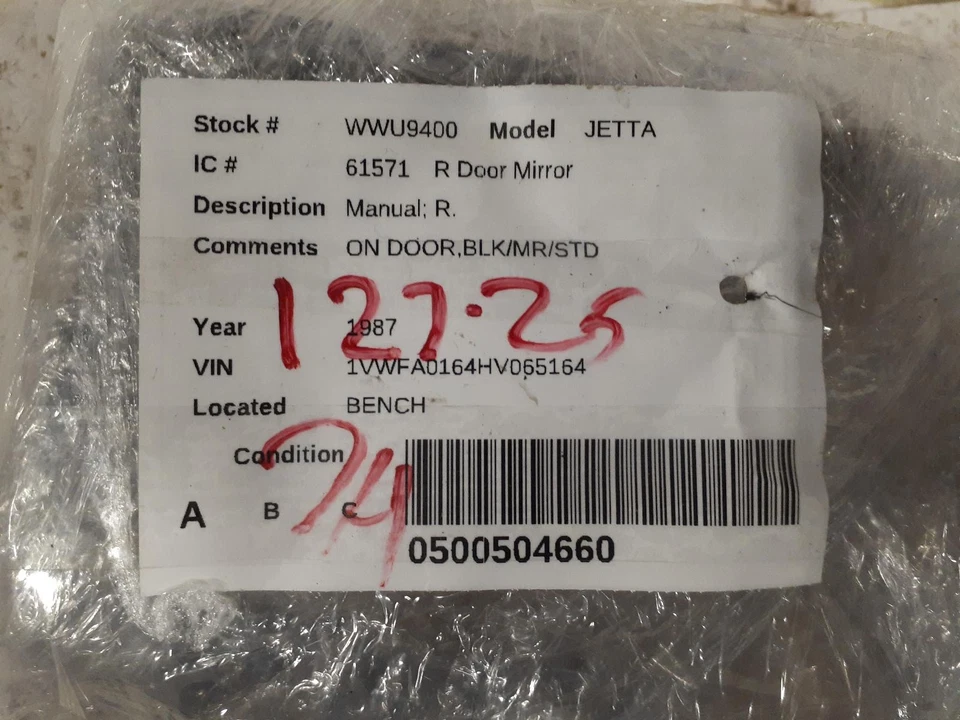 Stock # WWU9400 Model JETTA
IC # 61571 R Door Mirror
Description Manual; R.
Comments ON DOOR,BLK/MR/STD
127.25
Year 1987
VIN 1VWFA0164HV065164
Located BENCH
Condition
74
A B C
0500504660